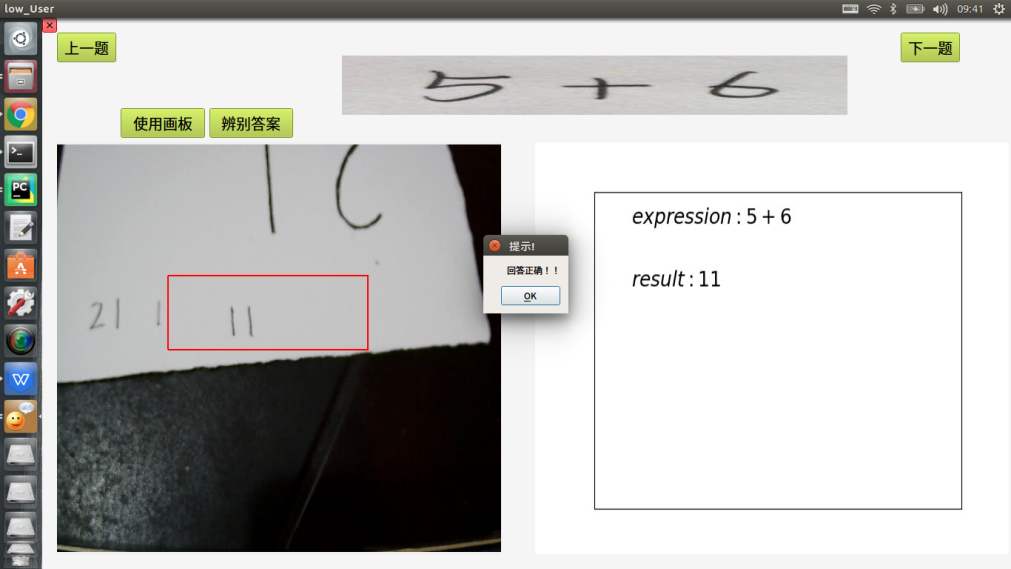 low_User
09:41
上一题
下一题
5 + 6
使用画板 辨别答案
1 C
21 1 11
提示!
回答正确！！
OK
expression : 5 + 6
result : 11
PC
W